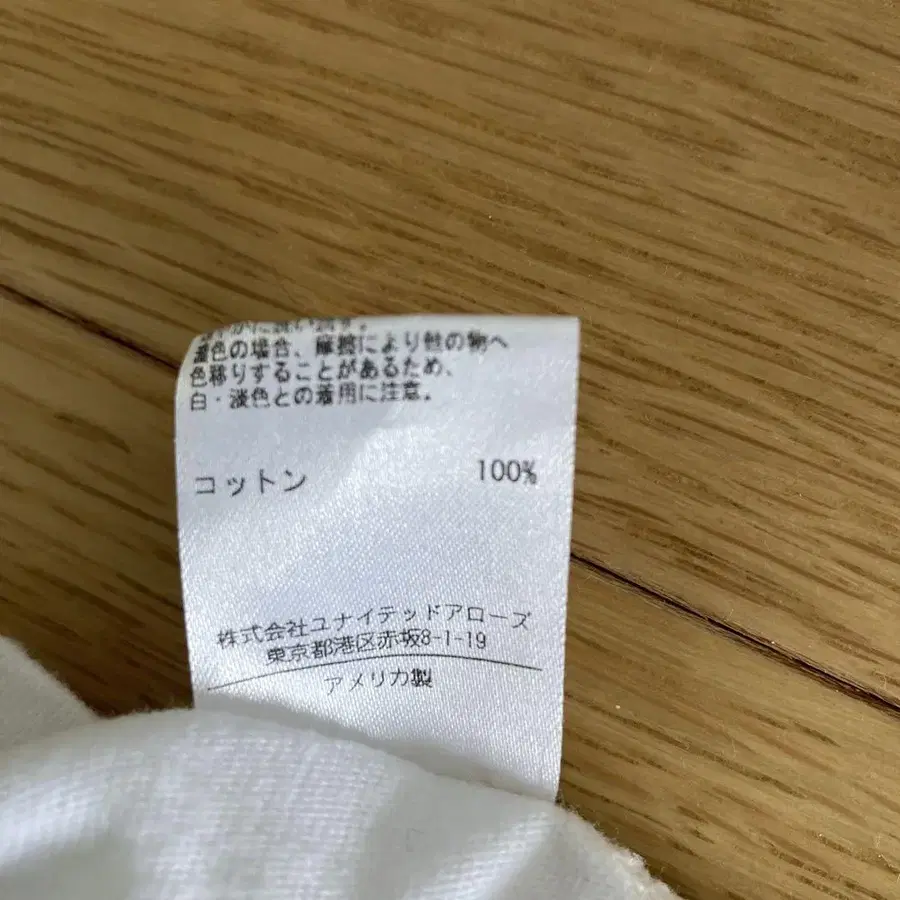 濃色の場合、摩擦により他の物へ
色移りすることがあるため、
白・淡色との着用に注意。
コットン 100%
株式会社ユナイテッドアローズ
東京都港区赤坂8-1-19
アメリカ製